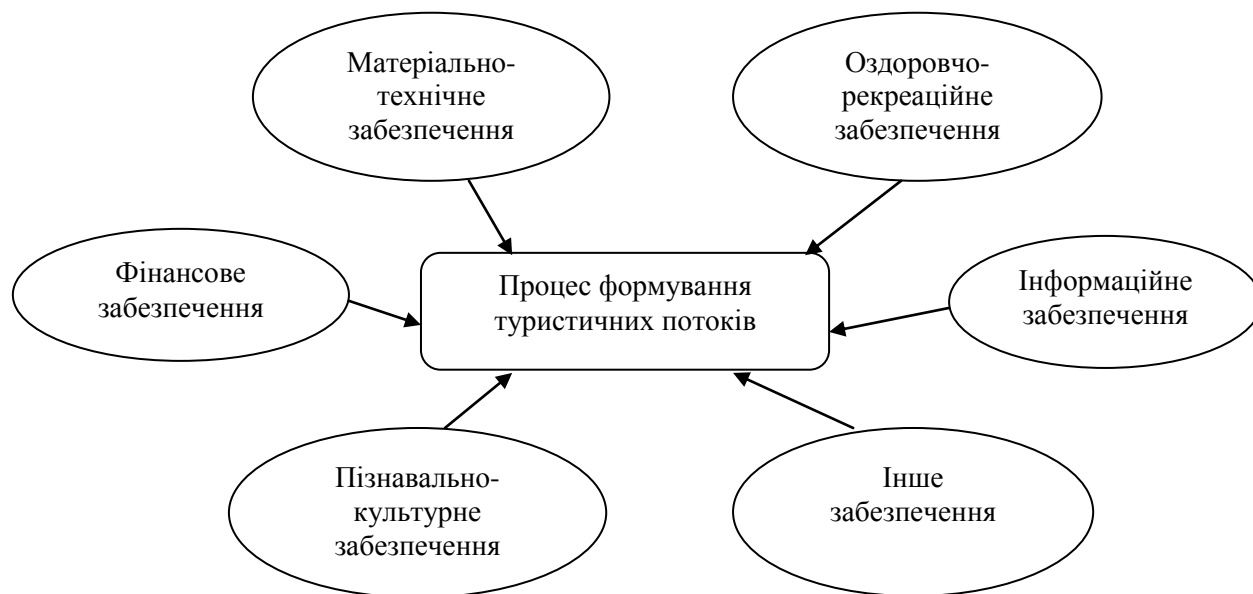 Матеріально-
технічне
забезпечення
Оздоровчо-
рекреаційне
забезпечення
Фінансове
забезпечення
Процес формування
туристичних потоків
Інформаційне
забезпечення
Пізнавально-
культурне
забезпечення
Інше
забезпечення